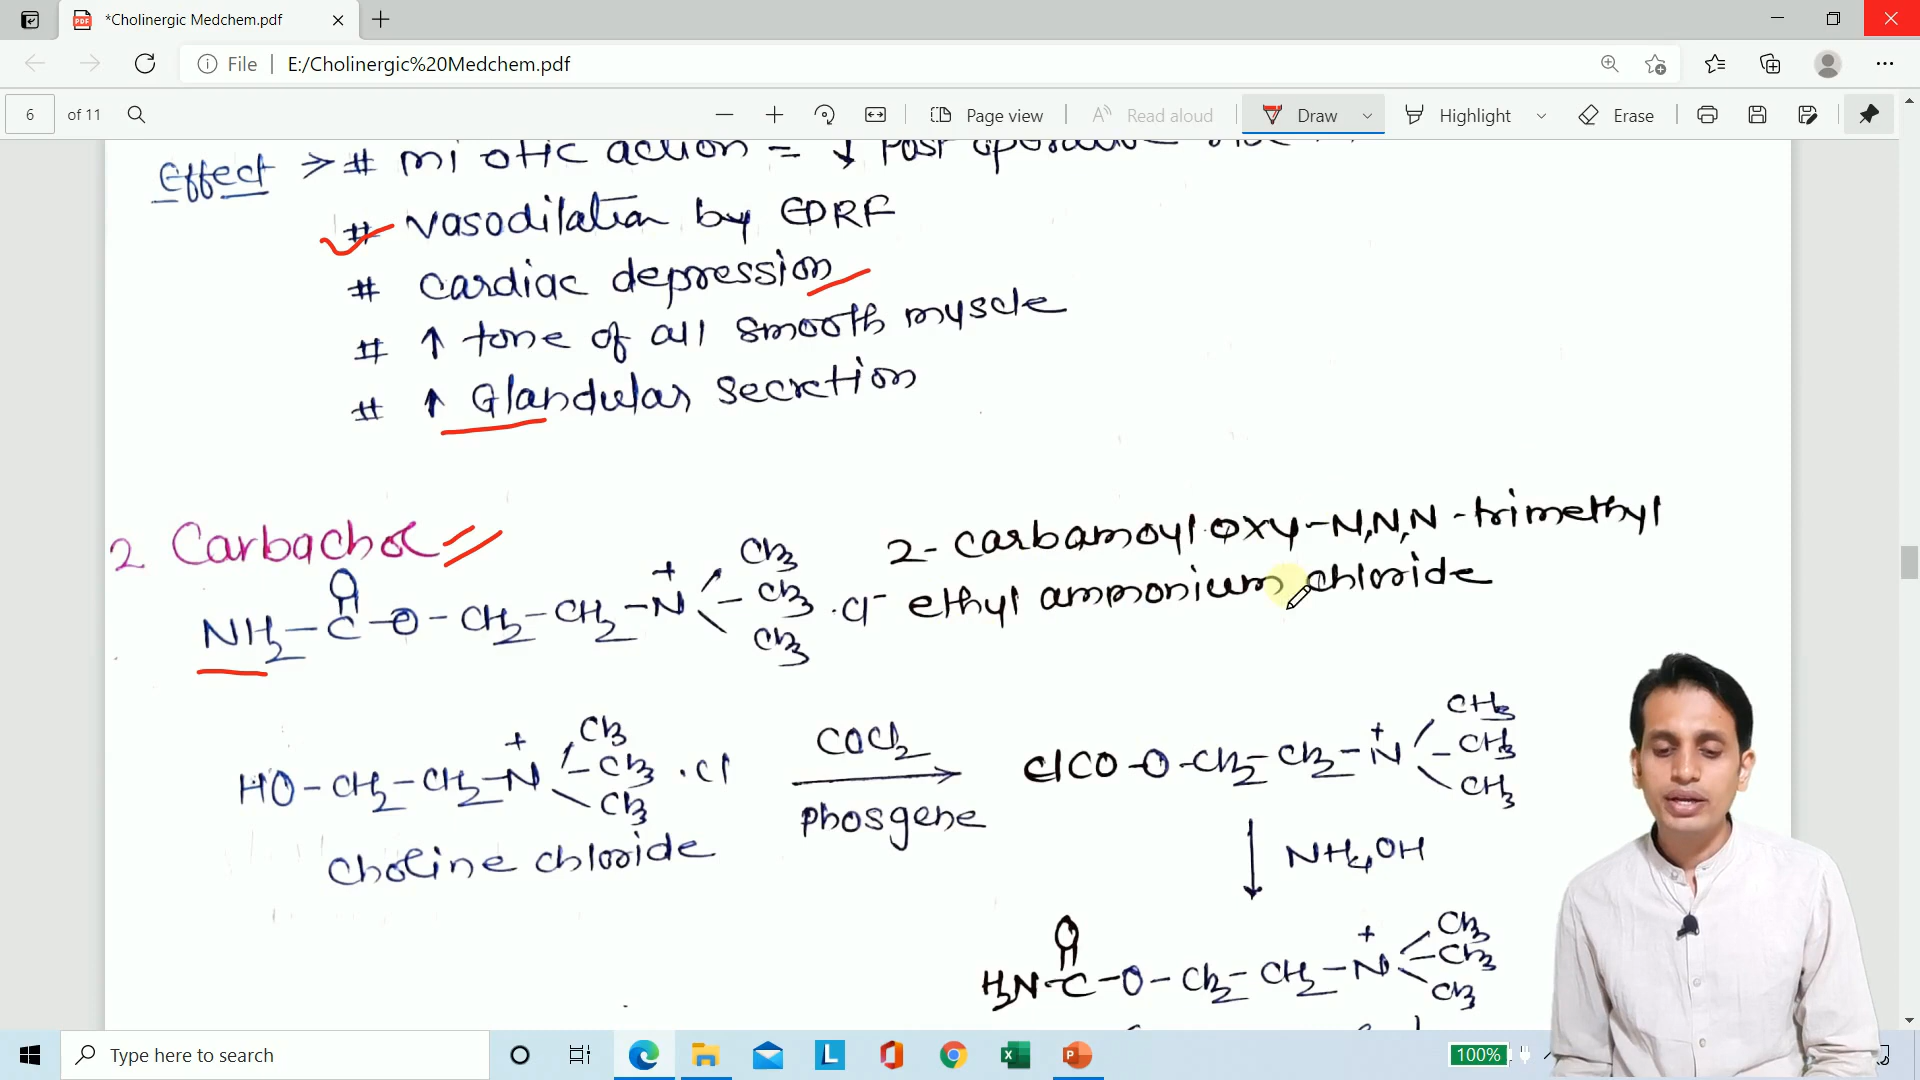 *Cholinergic Medchem.pdf
File | E:/Cholinergic%20Medchem.pdf
6 of 11 Page view Read aloud Draw Highlight Erase
Effect > # miotic action = ↓ Post operative
# vasodilation by EDRF
# cardiac depression
# ↑ tone of all smooth muscle
# ↑ Glandular secretion
2 Carbachol
2- carbamoyl oxy-N,N,N-trimethyl
ethyl ammonium chloride
NH2-C(=O)-O-CH2-CH2-N+ CH3 CH3 CH3 .Cl-
HO-CH2-CH2-N+ CH3 CH3 CH3 .Cl
choline chloride
COCl2
phosgene
ClCO-O-CH2-CH2-N+ CH3 CH3 CH3
NH4OH
H2N-C(=O)-O-CH2-CH2-N+ CH3 CH3 CH3
Type here to search
100%